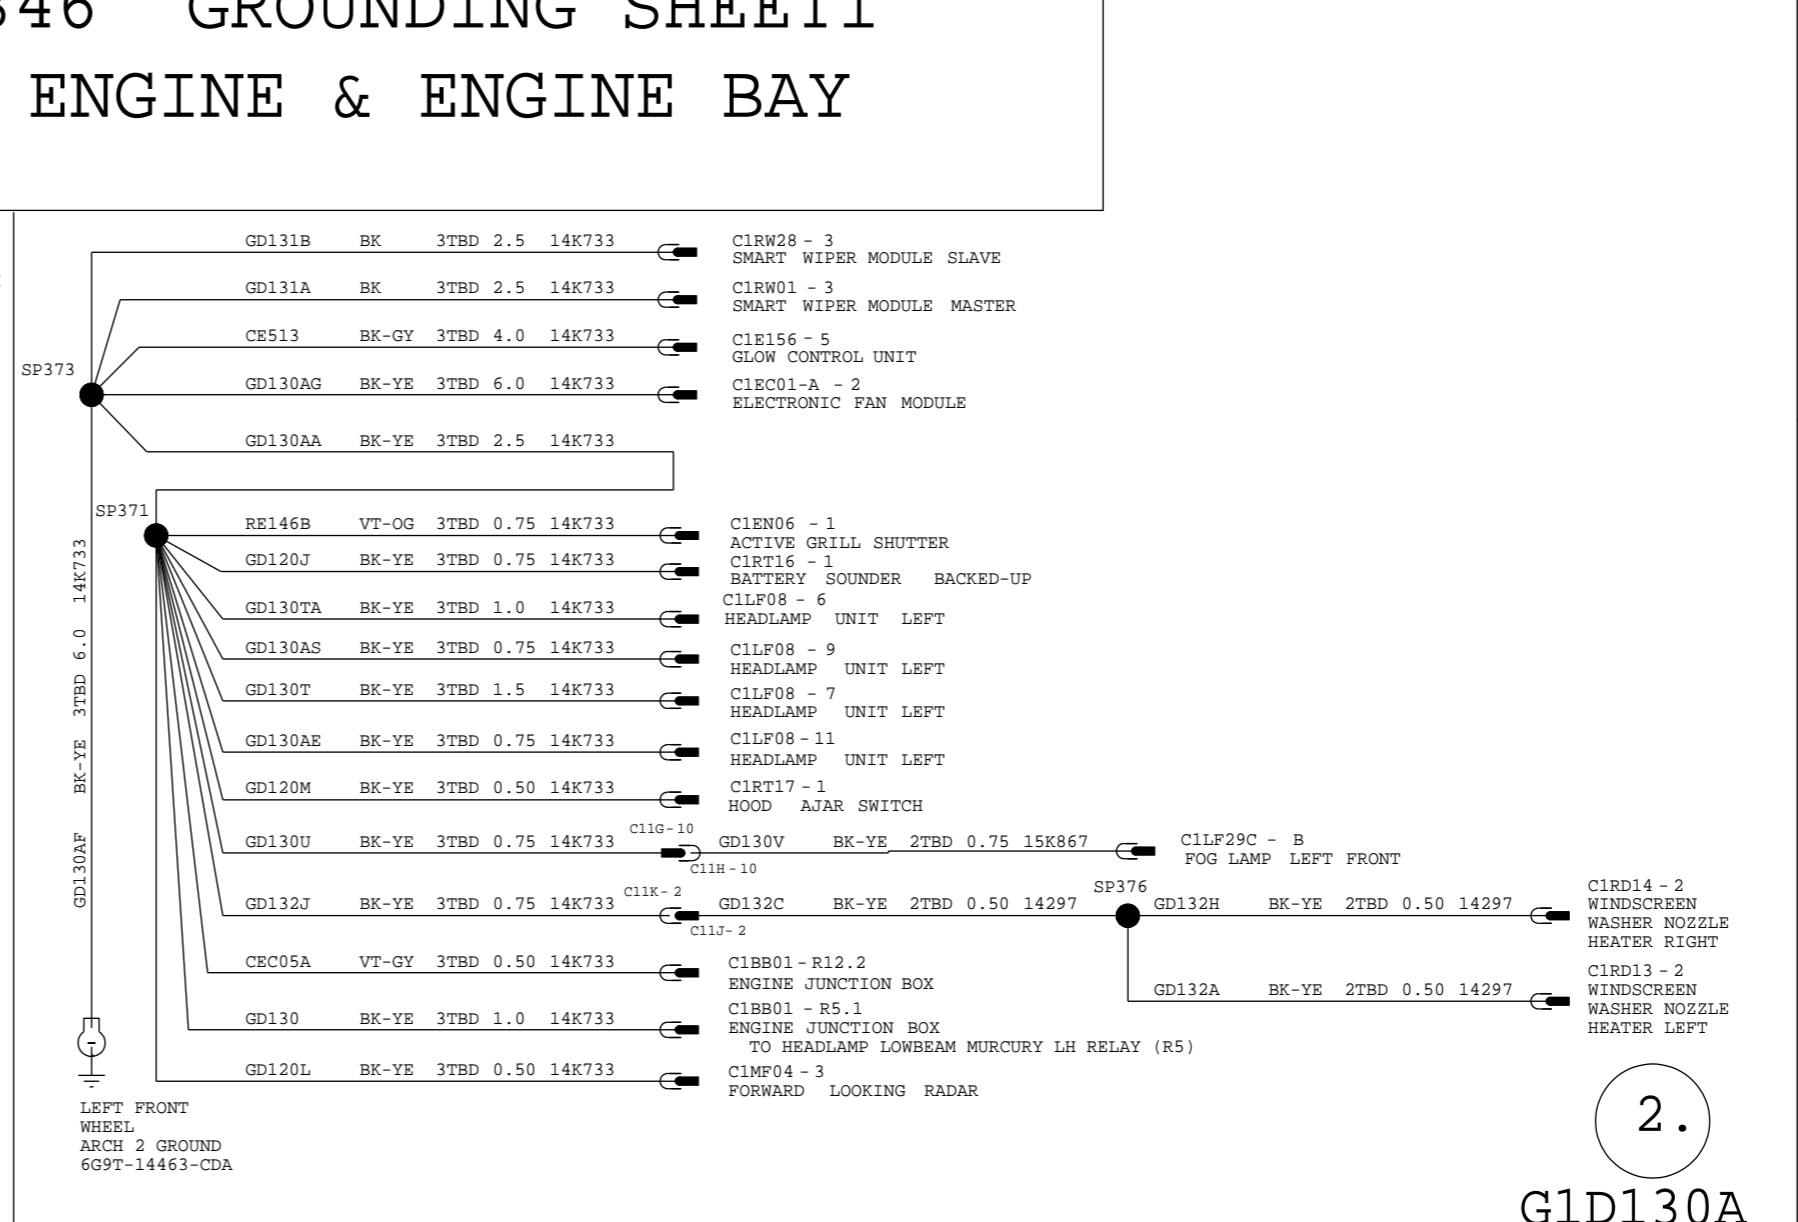 346 GROUNDING SHEET1
ENGINE & ENGINE BAY
GD131B BK 3TBD 2.5 14K733
C1RW28 - 3
SMART WIPER MODULE SLAVE
GD131A BK 3TBD 2.5 14K733
C1RW01 - 3
SMART WIPER MODULE MASTER
CE513 BK-GY 3TBD 4.0 14K733
C1E156 - 5
GLOW CONTROL UNIT
SP373
GD130AG BK-YE 3TBD 6.0 14K733
C1EC01-A - 2
ELECTRONIC FAN MODULE
GD130AA BK-YE 3TBD 2.5 14K733
SP371
RE146B VT-OG 3TBD 0.75 14K733
C1EN06 - 1
ACTIVE GRILL SHUTTER
GD120J BK-YE 3TBD 0.75 14K733
C1RT16 - 1
BATTERY SOUNDER BACKED-UP
GD130TA BK-YE 3TBD 1.0 14K733
C1LF08 - 6
HEADLAMP UNIT LEFT
GD130AS BK-YE 3TBD 0.75 14K733
C1LF08 - 9
HEADLAMP UNIT LEFT
GD130T BK-YE 3TBD 1.5 14K733
C1LF08 - 7
HEADLAMP UNIT LEFT
GD130AE BK-YE 3TBD 0.75 14K733
C1LF08-11
HEADLAMP UNIT LEFT
GD120M BK-YE 3TBD 0.50 14K733
C1RT17-1
HOOD AJAR SWITCH
GD130U BK-YE 3TBD 0.75 14K733
C11G-10
C11H-10
GD130V BK-YE 2TBD 0.75 15K867
C1LF29C - B
FOG LAMP LEFT FRONT
GD132J BK-YE 3TBD 0.75 14K733
C11K-2
C11J-2
GD132C BK-YE 2TBD 0.50 14297
SP376
GD132H BK-YE 2TBD 0.50 14297
C1RD14-2
WINDSCREEN
WASHER NOZZLE
HEATER RIGHT
GD132A BK-YE 2TBD 0.50 14297
C1RD13-2
WINDSCREEN
WASHER NOZZLE
HEATER LEFT
CEC05A VT-GY 3TBD 0.50 14K733
C1BB01-R12.2
ENGINE JUNCTION BOX
GD130 BK-YE 3TBD 1.0 14K733
C1BB01 - R5.1
ENGINE JUNCTION BOX
TO HEADLAMP LOWBEAM MURCURY LH RELAY (R5)
GD120L BK-YE 3TBD 0.50 14K733
C1MF04-3
FORWARD LOOKING RADAR
GD130AF BK-YE 3TBD 6.0 14K733
LEFT FRONT
WHEEL
ARCH 2 GROUND
6G9T-14463-CDA
2.
G1D130A